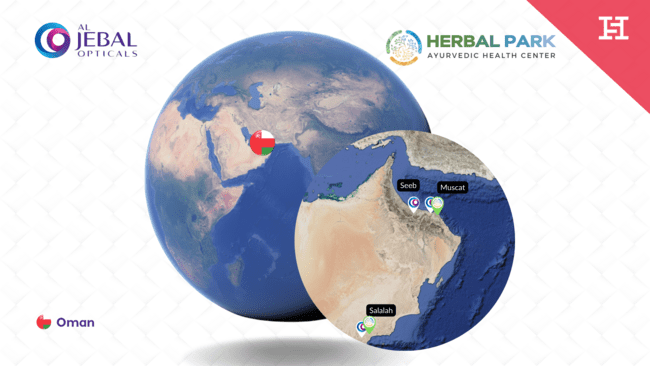 AL
JEBAL
OPTICALS
HERBAL PARK
AYURVEDIC HEALTH CENTER
Seeb
Muscat
Salalah
Oman